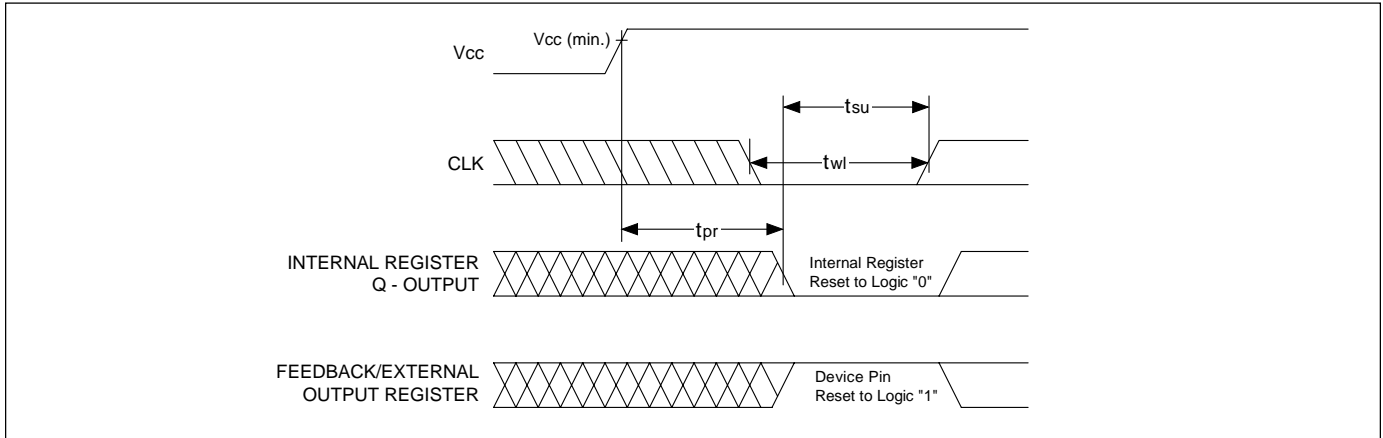 Vcc
Vcc (min.)
tsu
CLK
twl
tpr
INTERNAL REGISTER
Q - OUTPUT
Internal Register
Reset to Logic "0"
FEEDBACK/EXTERNAL
OUTPUT REGISTER
Device Pin
Reset to Logic "1"